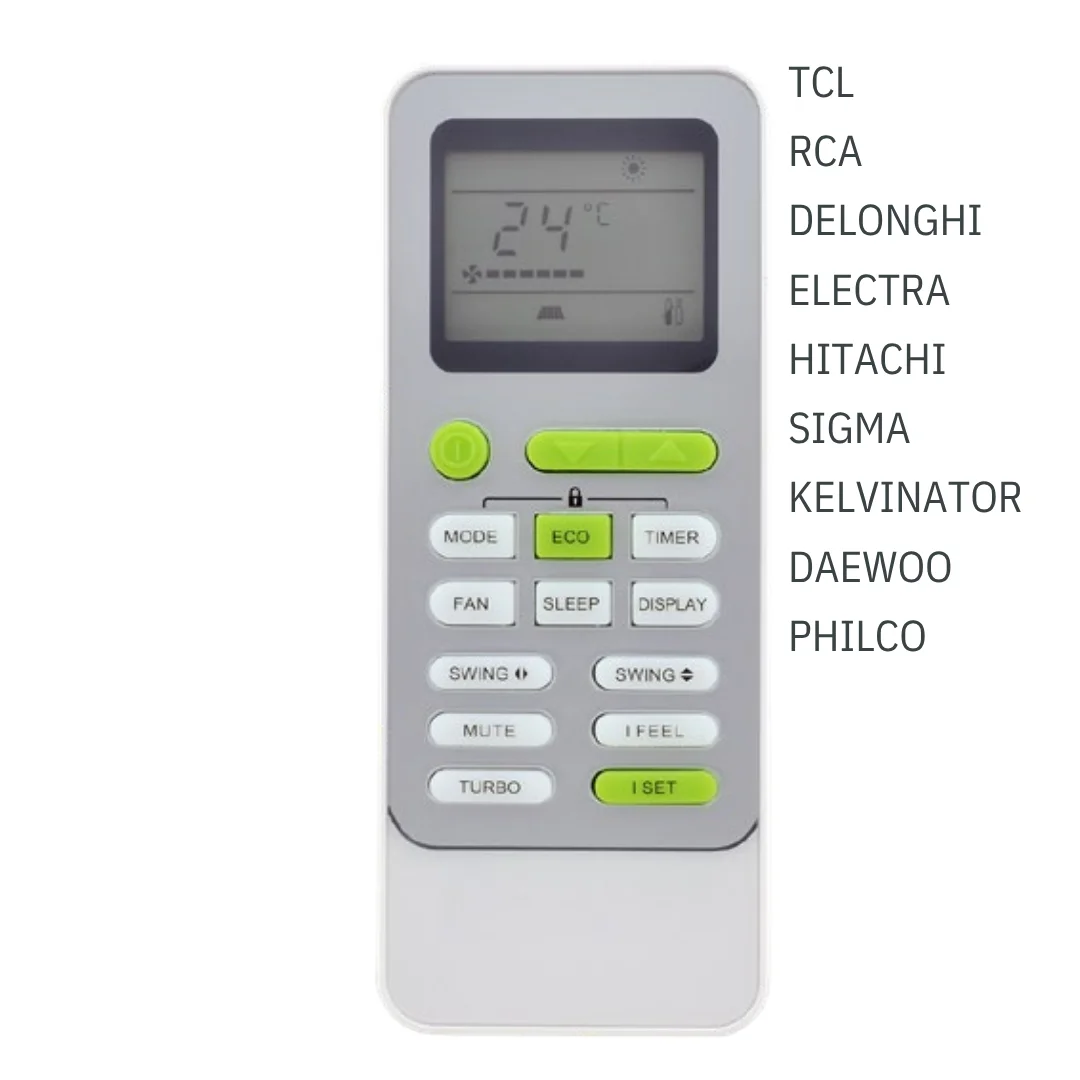 TCL
RCA
DELONGHI
ELECTRA
HITACHI
SIGMA
KELVINATOR
DAEWOO
PHILCO
24 °C
MODE ECO TIMER
FAN SLEEP DISPLAY
SWING SWING
MUTE I FEEL
TURBO I SET